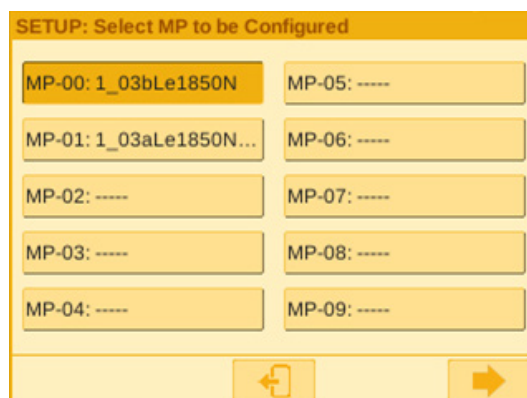 SETUP: Select MP to be Configured
MP-00: 1_03bLe1850N
MP-01: 1_03aLe1850N...
MP-02: -----
MP-03: -----
MP-04: -----
MP-05: -----
MP-06: -----
MP-07: -----
MP-08: -----
MP-09: -----